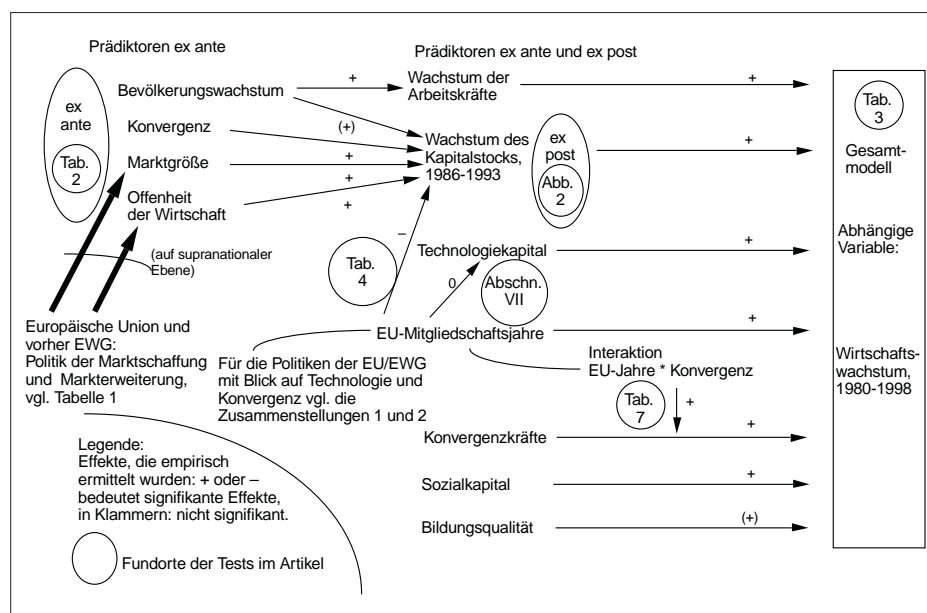 Prädiktoren ex ante
Prädiktoren ex ante und ex post
ex
ante
Tab.
2
Bevölkerungswachstum
+
Wachstum der
Arbeitskräfte
+
Konvergenz
(+)
Marktgröße
+
Offenheit
der Wirtschaft
+
+
Wachstum des
Kapitalstocks,
1986-1993
ex
post
Abb.
2
+
(auf supranationaler
Ebene)
–
Tab.
4
Technologiekapital
+
0
Abschn.
VII
EU-Mitgliedschaftsjahre
+
Europäische Union und
vorher EWG:
Politik der Marktschaffung
und Markterweiterung,
vgl. Tabelle 1
Für die Politiken der EU/EWG
mit Blick auf Technologie und
Konvergenz vgl. die
Zusammenstellungen 1 und 2
Interaktion
EU-Jahre * Konvergenz
Tab.
7
+
Konvergenzkräfte
+
Sozialkapital
+
Bildungsqualität
(+)
Tab.
3
Gesamt-
modell
Abhängige
Variable:
Wirtschafts-
wachstum,
1980-1998
Legende:
Effekte, die empirisch
ermittelt wurden: + oder –
bedeutet signifikante Effekte,
in Klammern: nicht signifikant.
Fundorte der Tests im Artikel